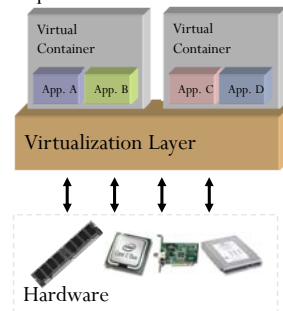 Virtual
Container
App. A
App. B
Virtual
Container
App. C
App. D
Virtualization Layer
Hardware